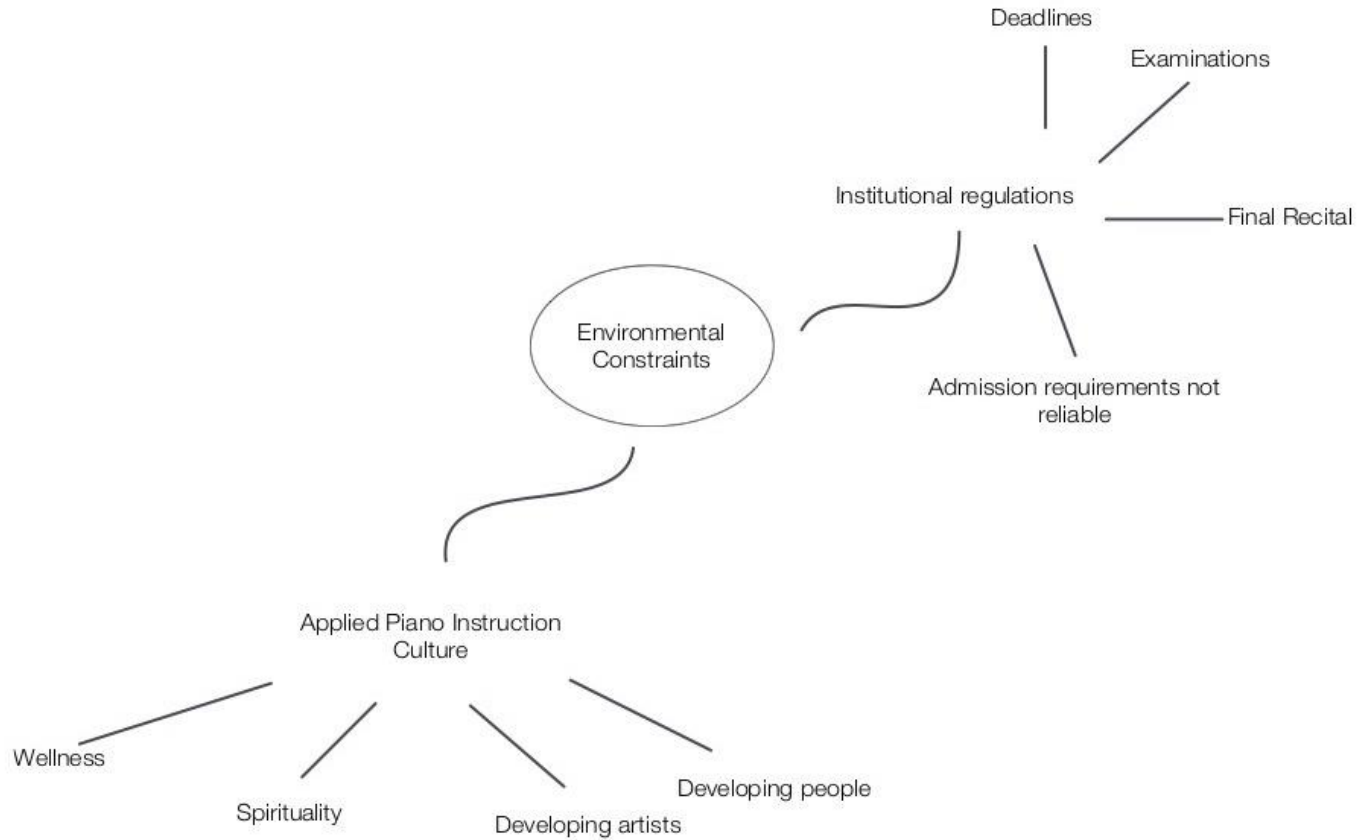 Deadlines
Examinations
Institutional regulations
Final Recital
Environmental
Constraints
Admission requirements not
reliable
Applied Piano Instruction
Culture
Wellness
Spirituality
Developing artists
Developing people